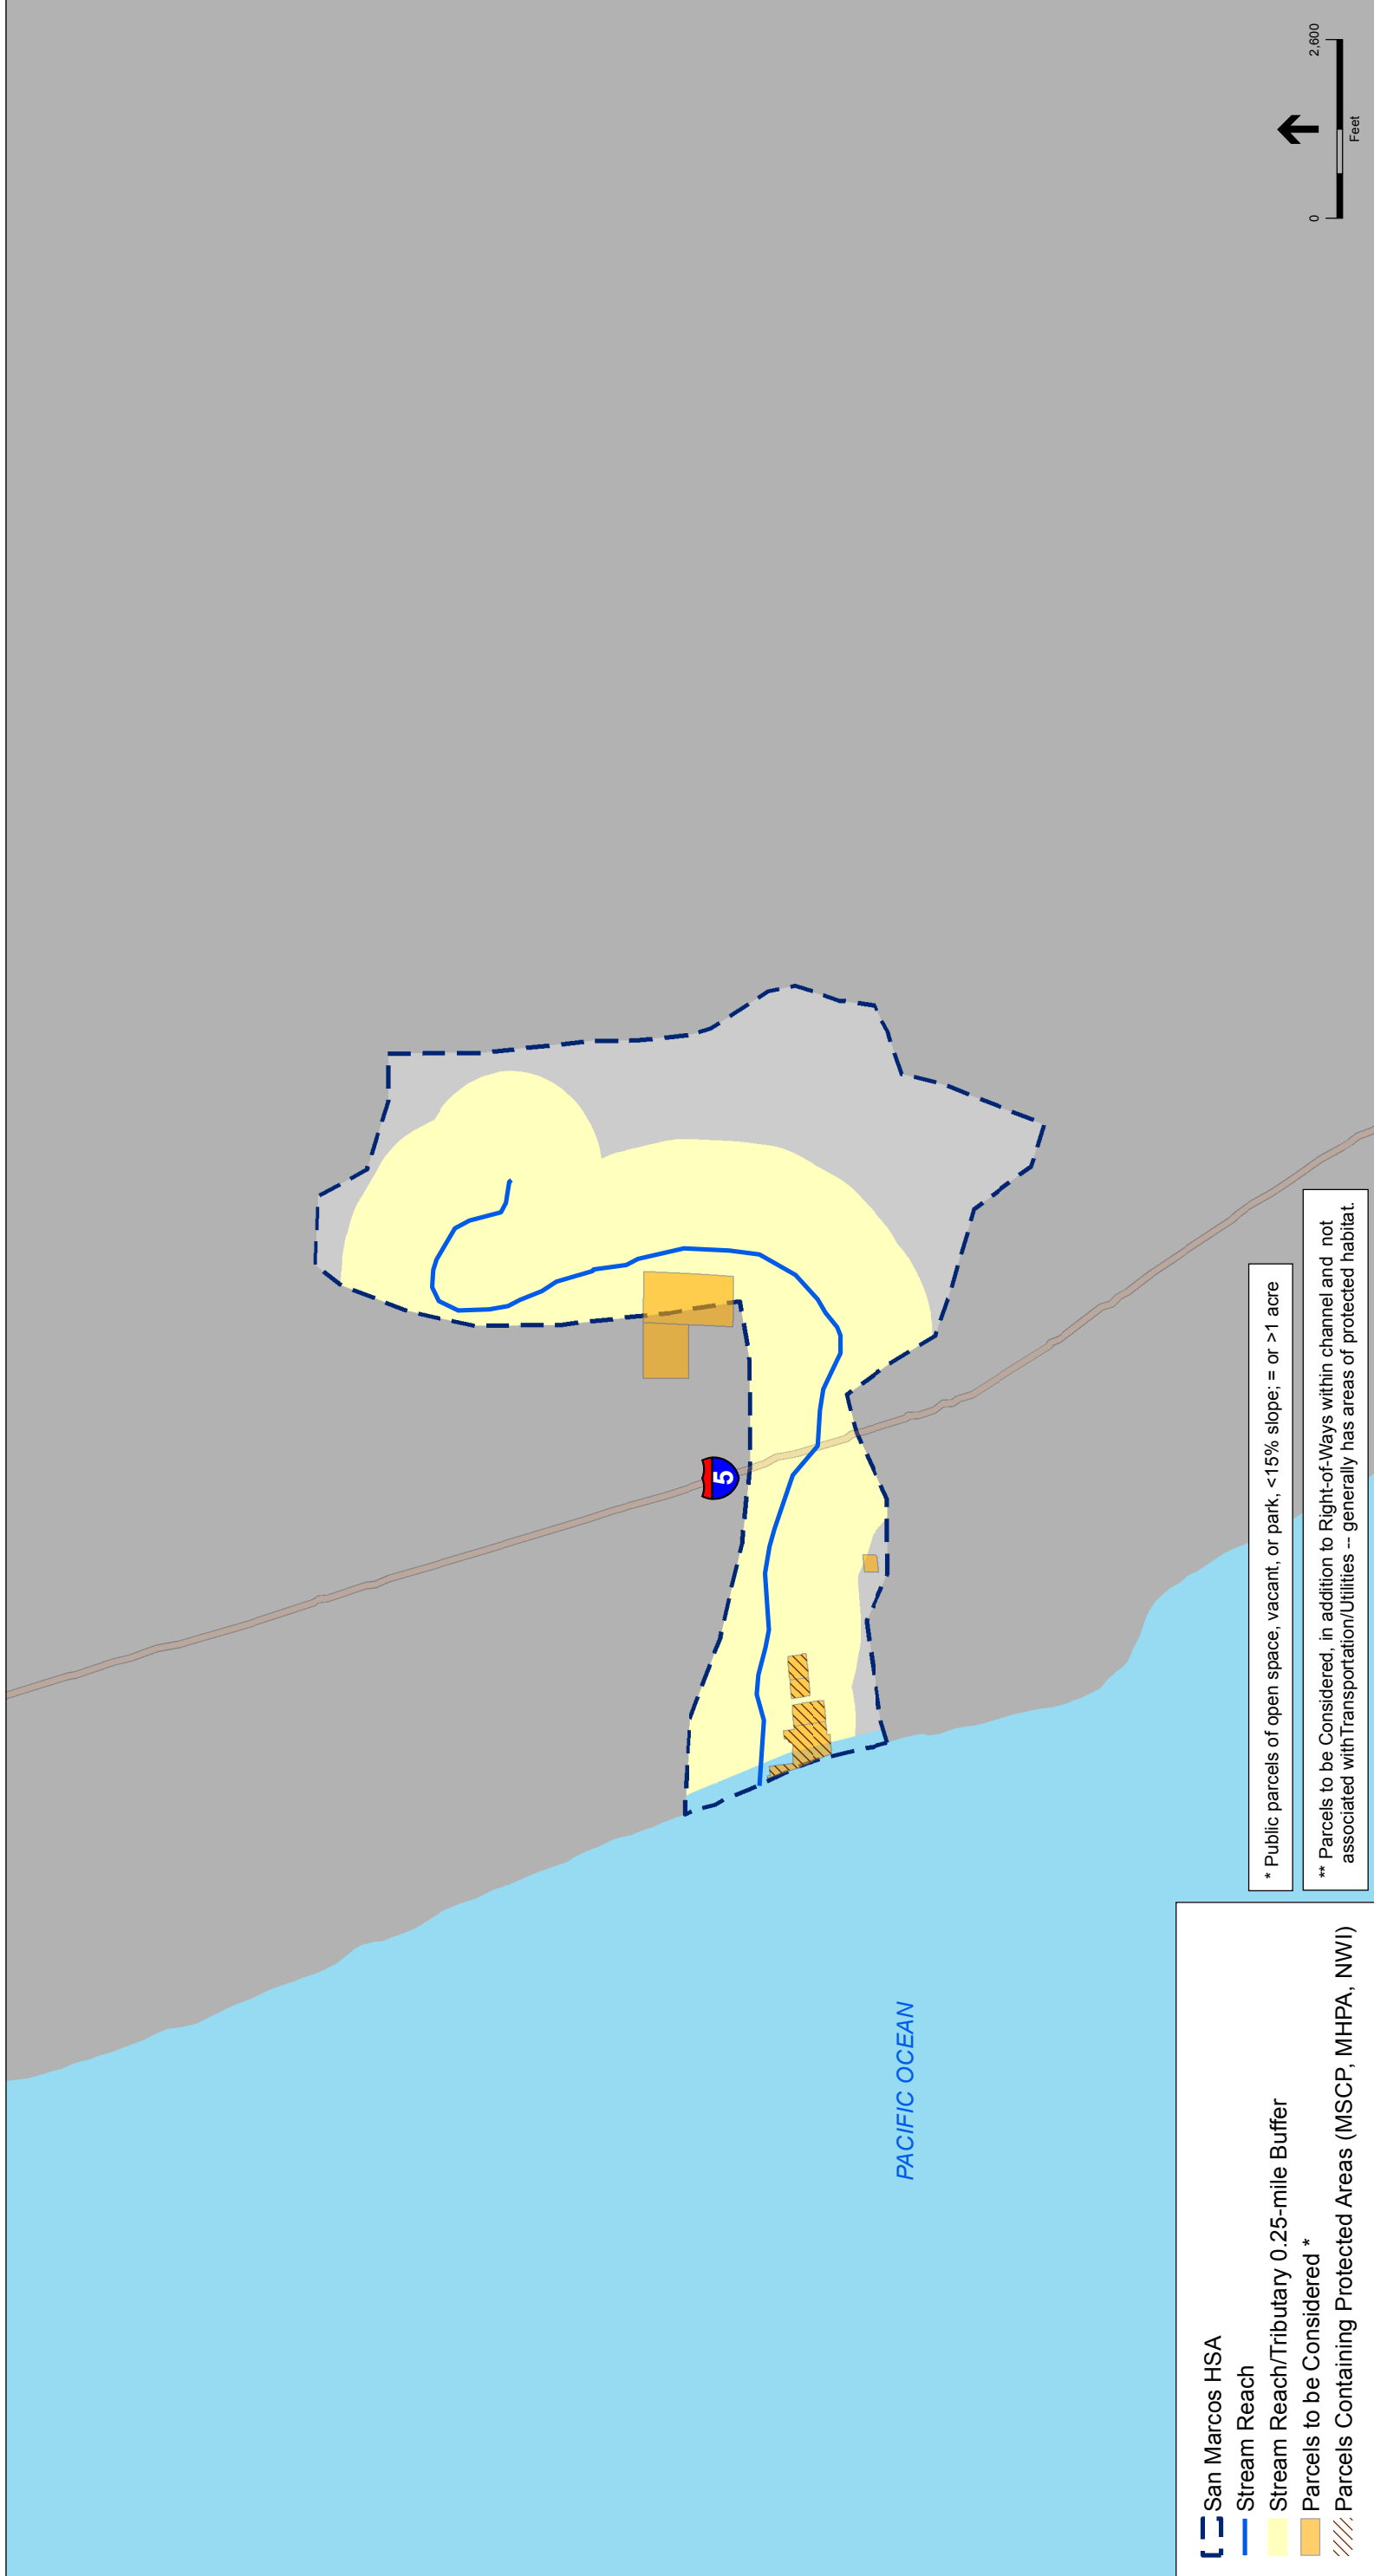 5
PACIFIC OCEAN
San Marcos HSA
Stream Reach
Stream Reach/Tributary 0.25-mile Buffer
Parcels to be Considered *
Parcels Containing Protected Areas (MSCP, MHPA, NWI)
* Public parcels of open space, vacant, or park, <15% slope; = or >1 acre
** Parcels to be Considered, in addition to Right-of-Ways within channel and not
associated withTransportation/Utilities -- generally has areas of protected habitat.
0 2,600
Feet